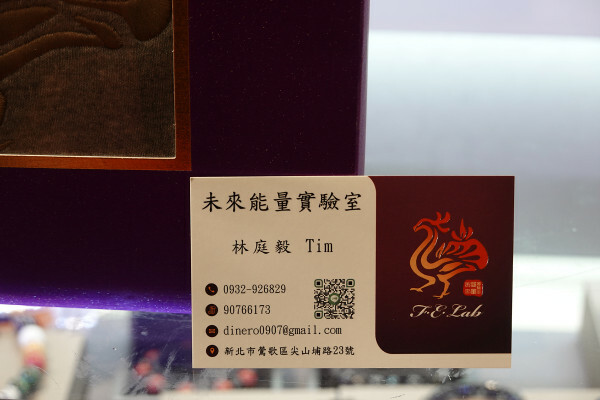 未來能量實驗室
林庭毅 Tim
0932-926829
90766173
dinero0907@gmail.com
新北市鶯歌區尖山埔路23號
F.E.Lab